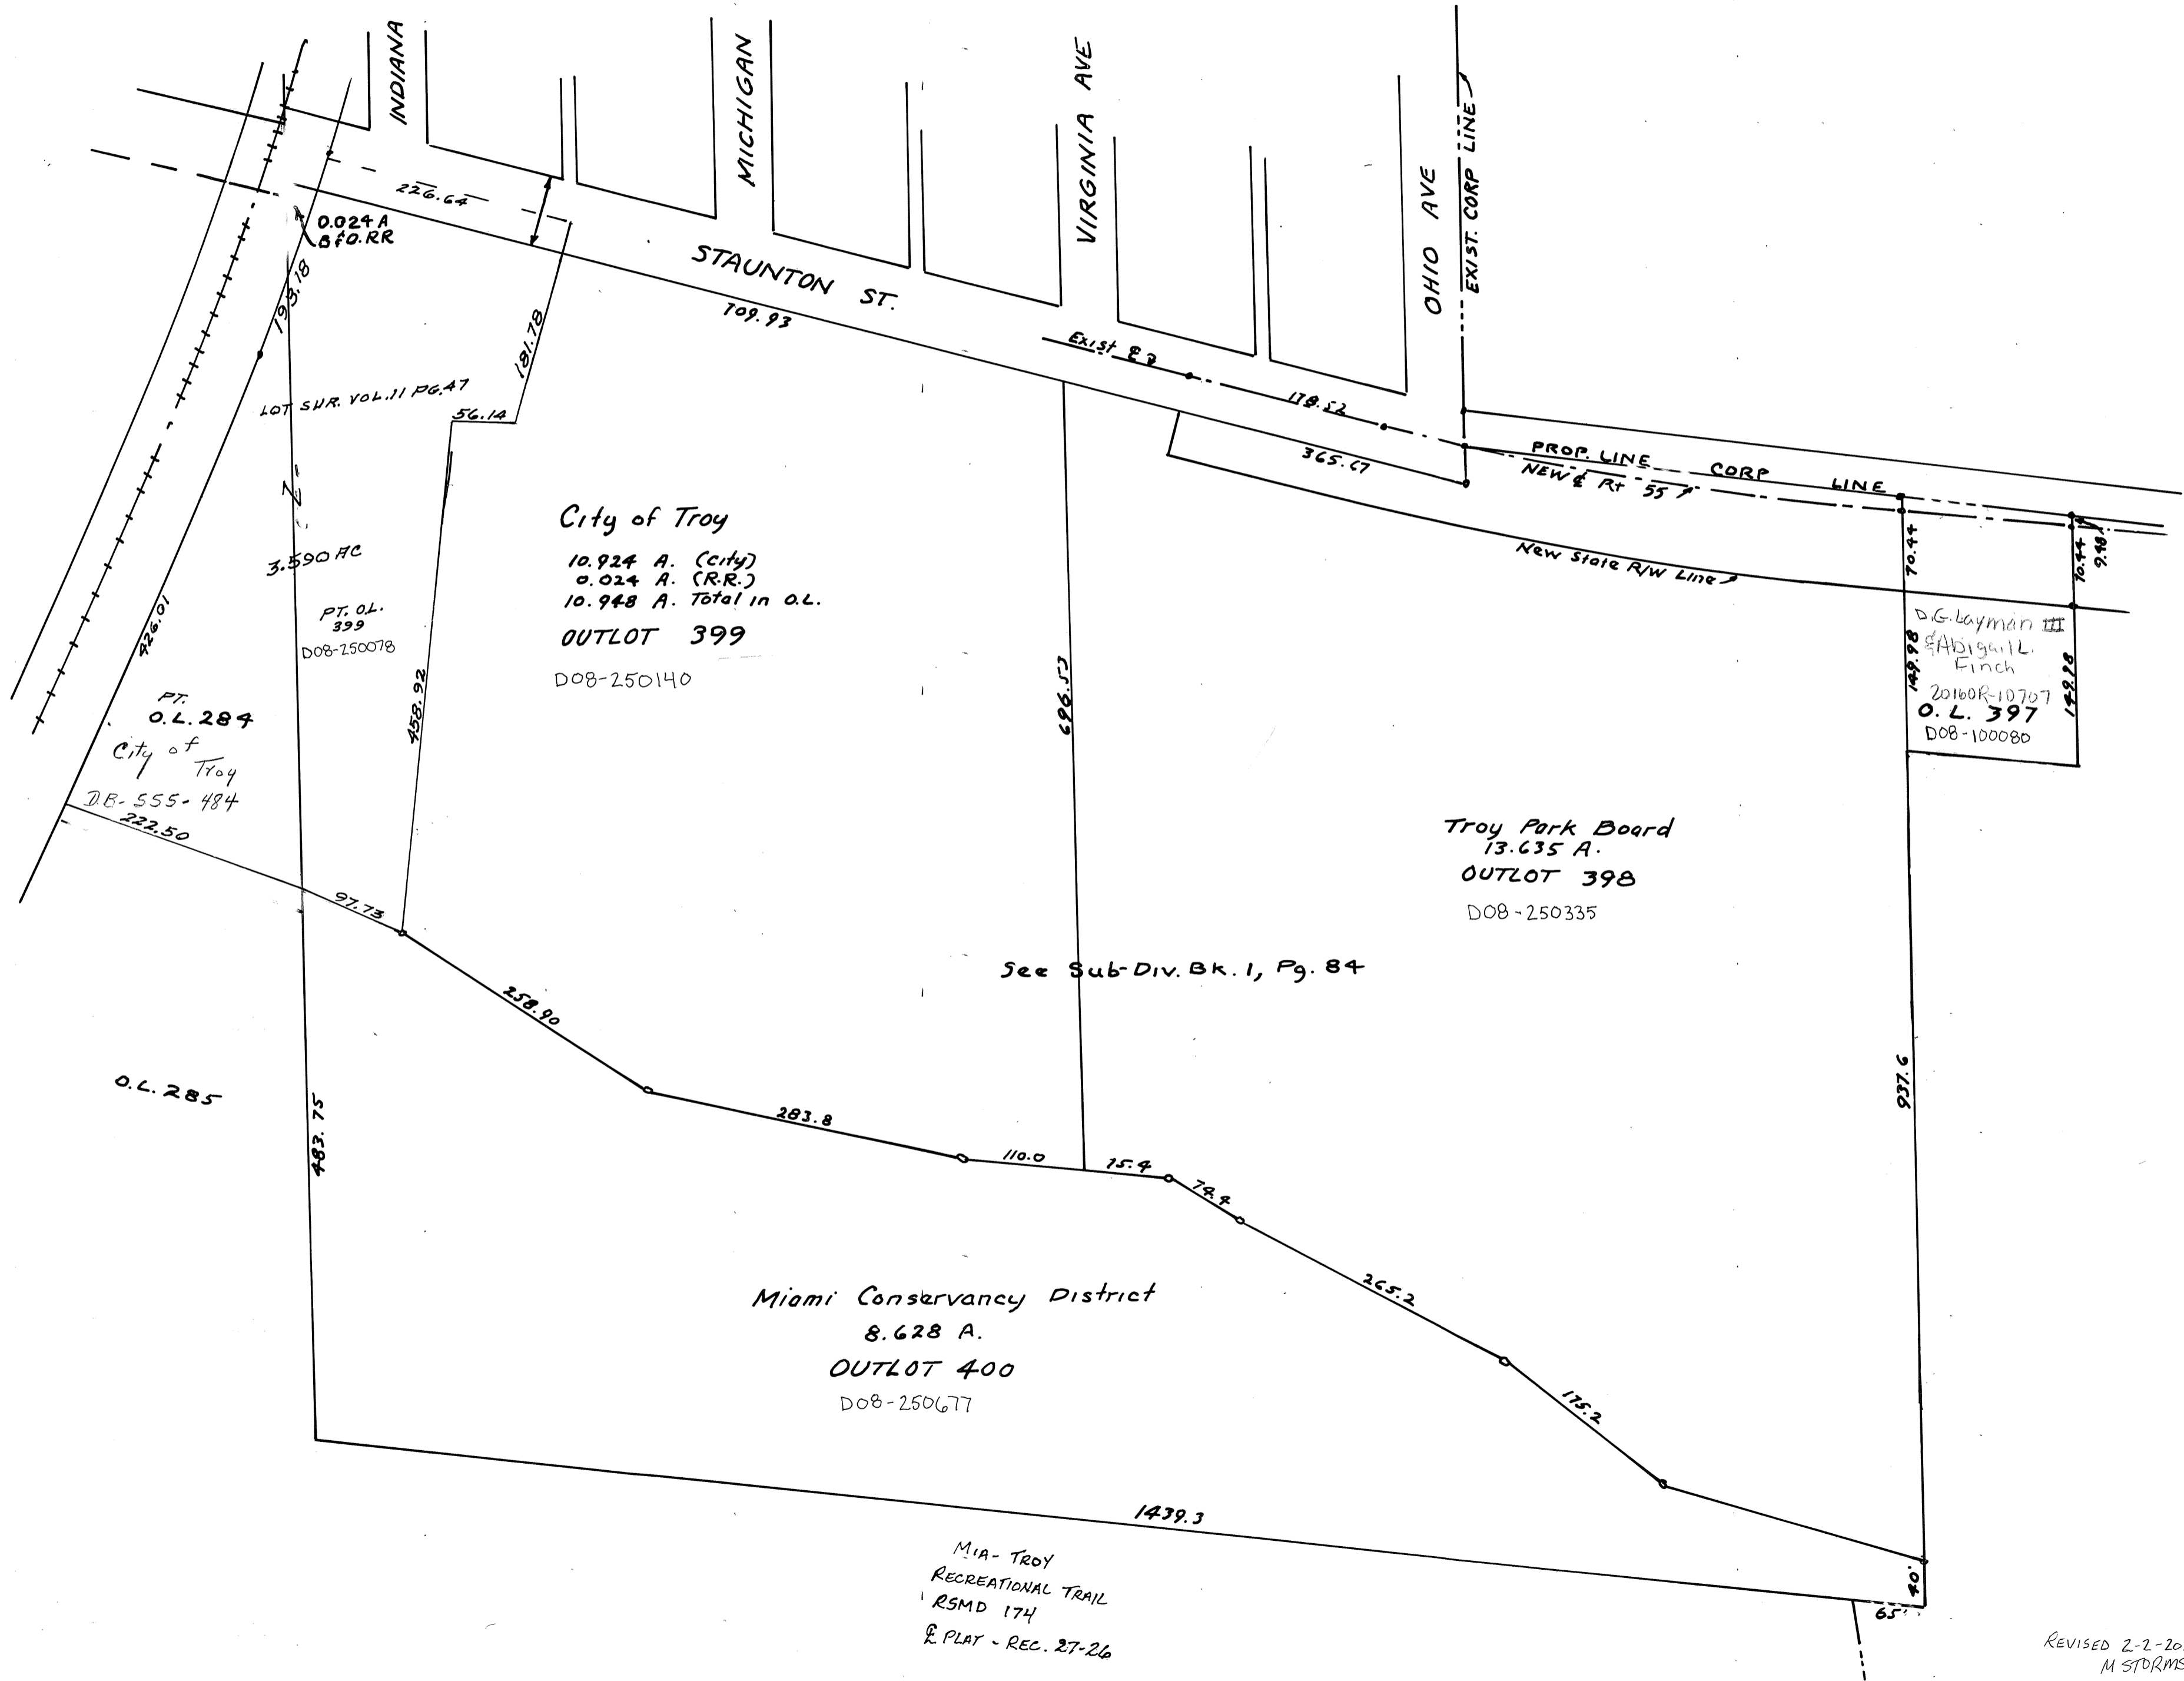 INDIANA
MICHIGAN
VIRGINIA AVE
OHIO AVE
EXIST. CORP LINE
226.64
0.024 A
B&O. RR
193.18
STAUNTON ST.
709.93
181.78
LOT SUR. VOL. 11 PG. 47
56.14
Exist ℄
178.52
365.67
PROP. LINE CORP LINE
NEW ℄ Rt 55
New State R/W Line
70.44
70.44
9.48
City of Troy
10.924 A. (City)
0.024 A. (R.R.)
10.948 A. Total in O.L.
OUTLOT 399
D08-250140
3.590 AC
PT. O.L.
399
D08-250078
426.01
458.92
696.53
D.G. Layman III
& Abigail L.
Finch
2016OR-10707
O.L. 397
D08-100080
149.98
149.98
PT.
O.L. 284
City of
Troy
D.B- 555- 484
222.50
97.73
Troy Park Board
13.635 A.
OUTLOT 398
D08-250335
See Sub-Div. Bk. 1, Pg. 84
258.90
937.6
O.L. 285
483.75
283.8
110.0
75.4
74.4
265.2
Miami Conservancy District
8.628 A.
OUTLOT 400
D08-250677
175.2
1439.3
40'
65'
MIA- TROY
RECREATIONAL TRAIL
RSMD 174
℄ PLAT - REC. 27-26
REVISED 2-2-20
M STORMS